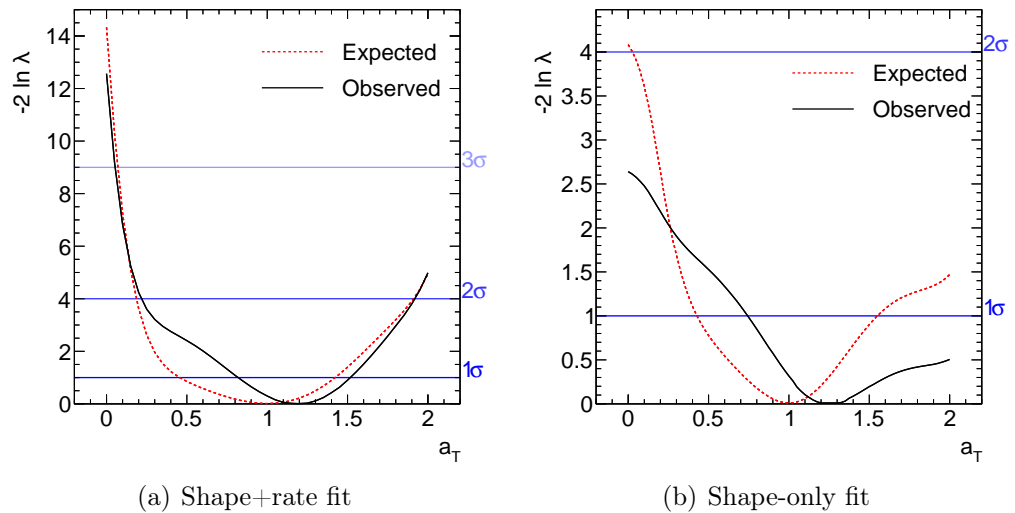 -2 ln λ
14
12
10
8
6
4
2
0
Expected
Observed
3σ
2σ
1σ
0 0.5 1 1.5 2
a_T
(a) Shape+rate fit
-2 ln λ
4
3.5
3
2.5
2
1.5
1
0.5
0
Expected
Observed
2σ
1σ
0 0.5 1 1.5 2
a_T
(b) Shape-only fit